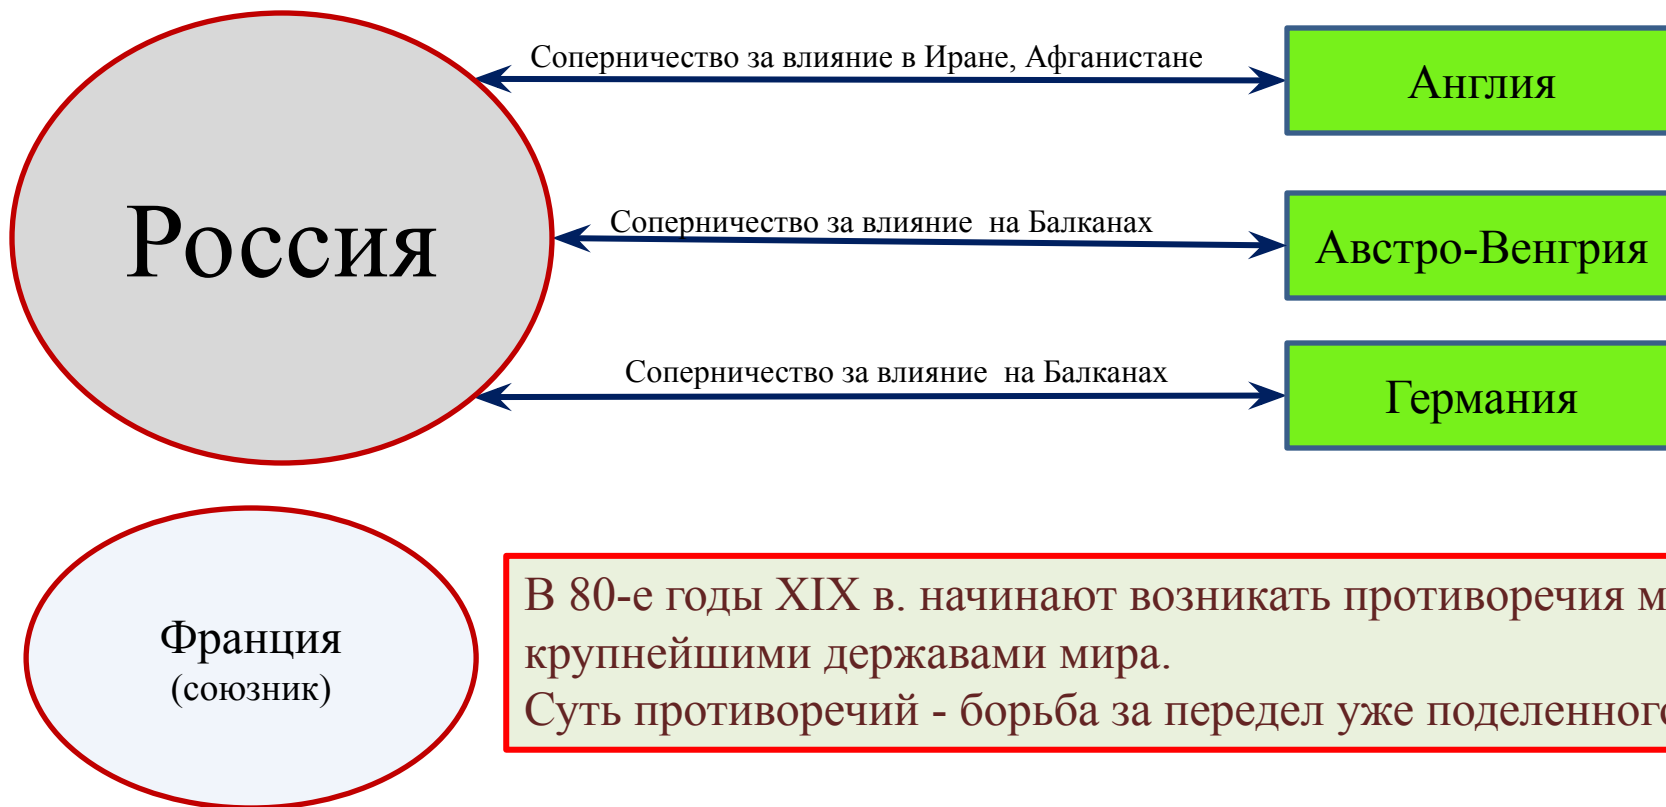 Соперничество за влияние в Иране, Афганистане
Англия
Россия
Соперничество за влияние на Балканах
Австро-Венгрия
Соперничество за влияние на Балканах
Германия
Франция
(союзник)
В 80-е годы XIX в. начинают возникать противоречия
крупнейшими державами мира.
Суть противоречий - борьба за передел уже поделенного